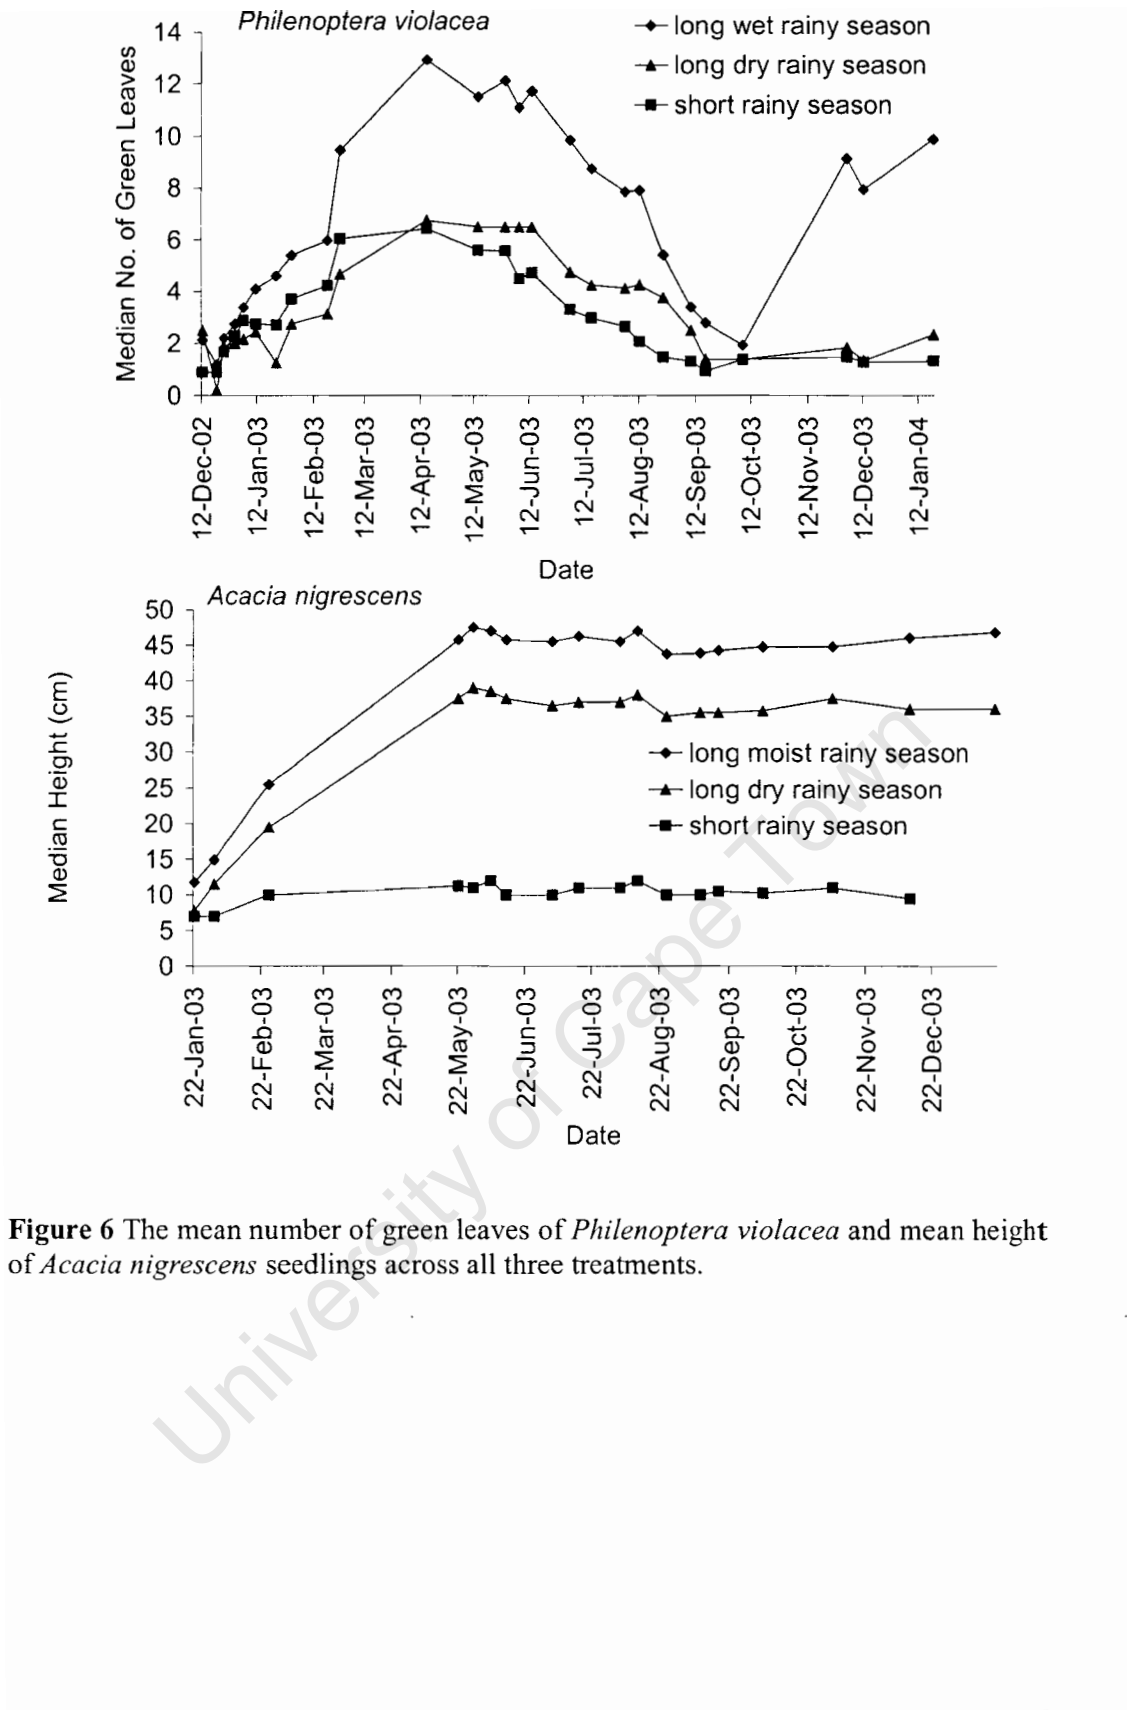 Philenoptera violacea
long wet rainy season
long dry rainy season
short rainy season
Median No. of Green Leaves
14
12
10
8
6
4
2
0
12-Dec-02
12-Jan-03
12-Feb-03
12-Mar-03
12-Apr-03
12-May-03
12-Jun-03
12-Jul-03
12-Aug-03
12-Sep-03
12-Oct-03
12-Nov-03
12-Dec-03
12-Jan-04
Date
Acacia nigrescens
Median Height (cm)
50
45
40
35
30
25
20
15
10
5
0
long moist rainy season
long dry rainy season
short rainy season
22-Jan-03
22-Feb-03
22-Mar-03
22-Apr-03
22-May-03
22-Jun-03
22-Jul-03
22-Aug-03
22-Sep-03
22-Oct-03
22-Nov-03
22-Dec-03
Date
Figure 6 The mean number of green leaves of Philenoptera violacea and mean height
of Acacia nigrescens seedlings across all three treatments.
University of Cape Town